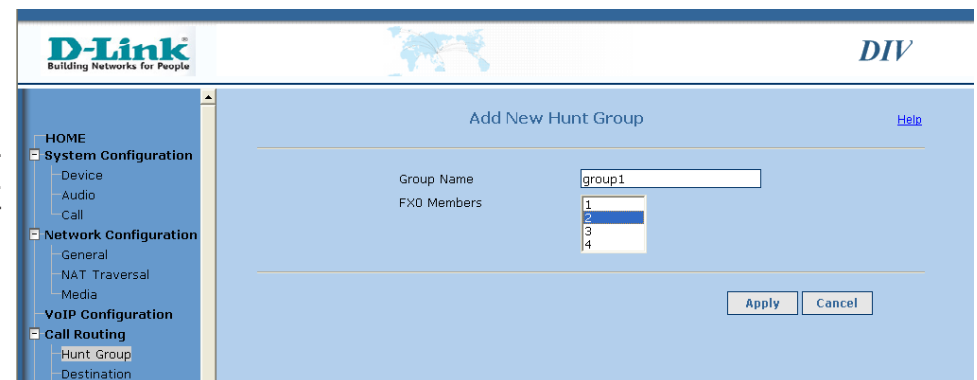 D-Link
Building Networks for People
DIV
HOME
System Configuration
Device
Audio
Call
Network Configuration
General
NAT Traversal
Media
VoIP Configuration
Call Routing
Hunt Group
Destination
Add New Hunt Group
Help
Group Name
group1
FXO Members
1
2
3
4
Apply
Cancel